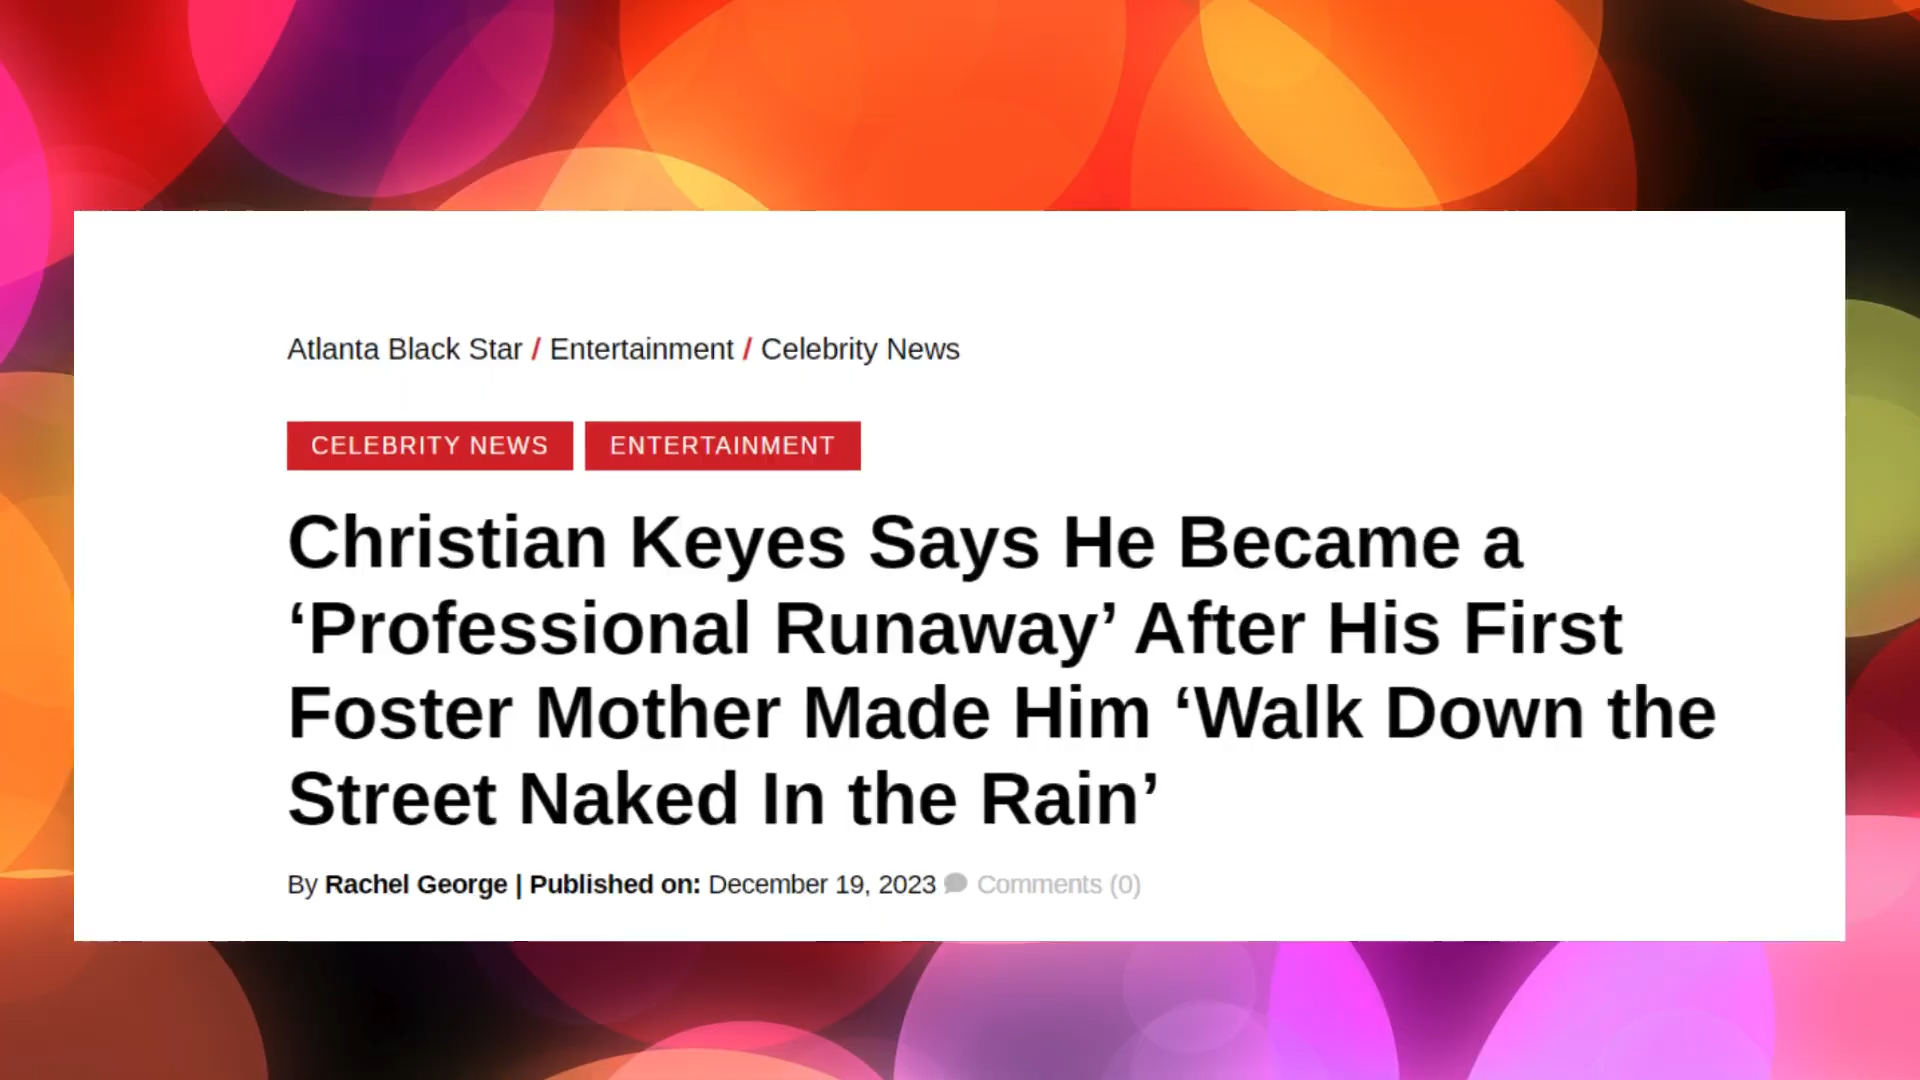 Atlanta Black Star / Entertainment / Celebrity News
CELEBRITY NEWS ENTERTAINMENT
Christian Keyes Says He Became a
‘Professional Runaway’ After His First
Foster Mother Made Him ‘Walk Down the
Street Naked In the Rain’
By Rachel George | Published on: December 19, 2023 Comments (0)